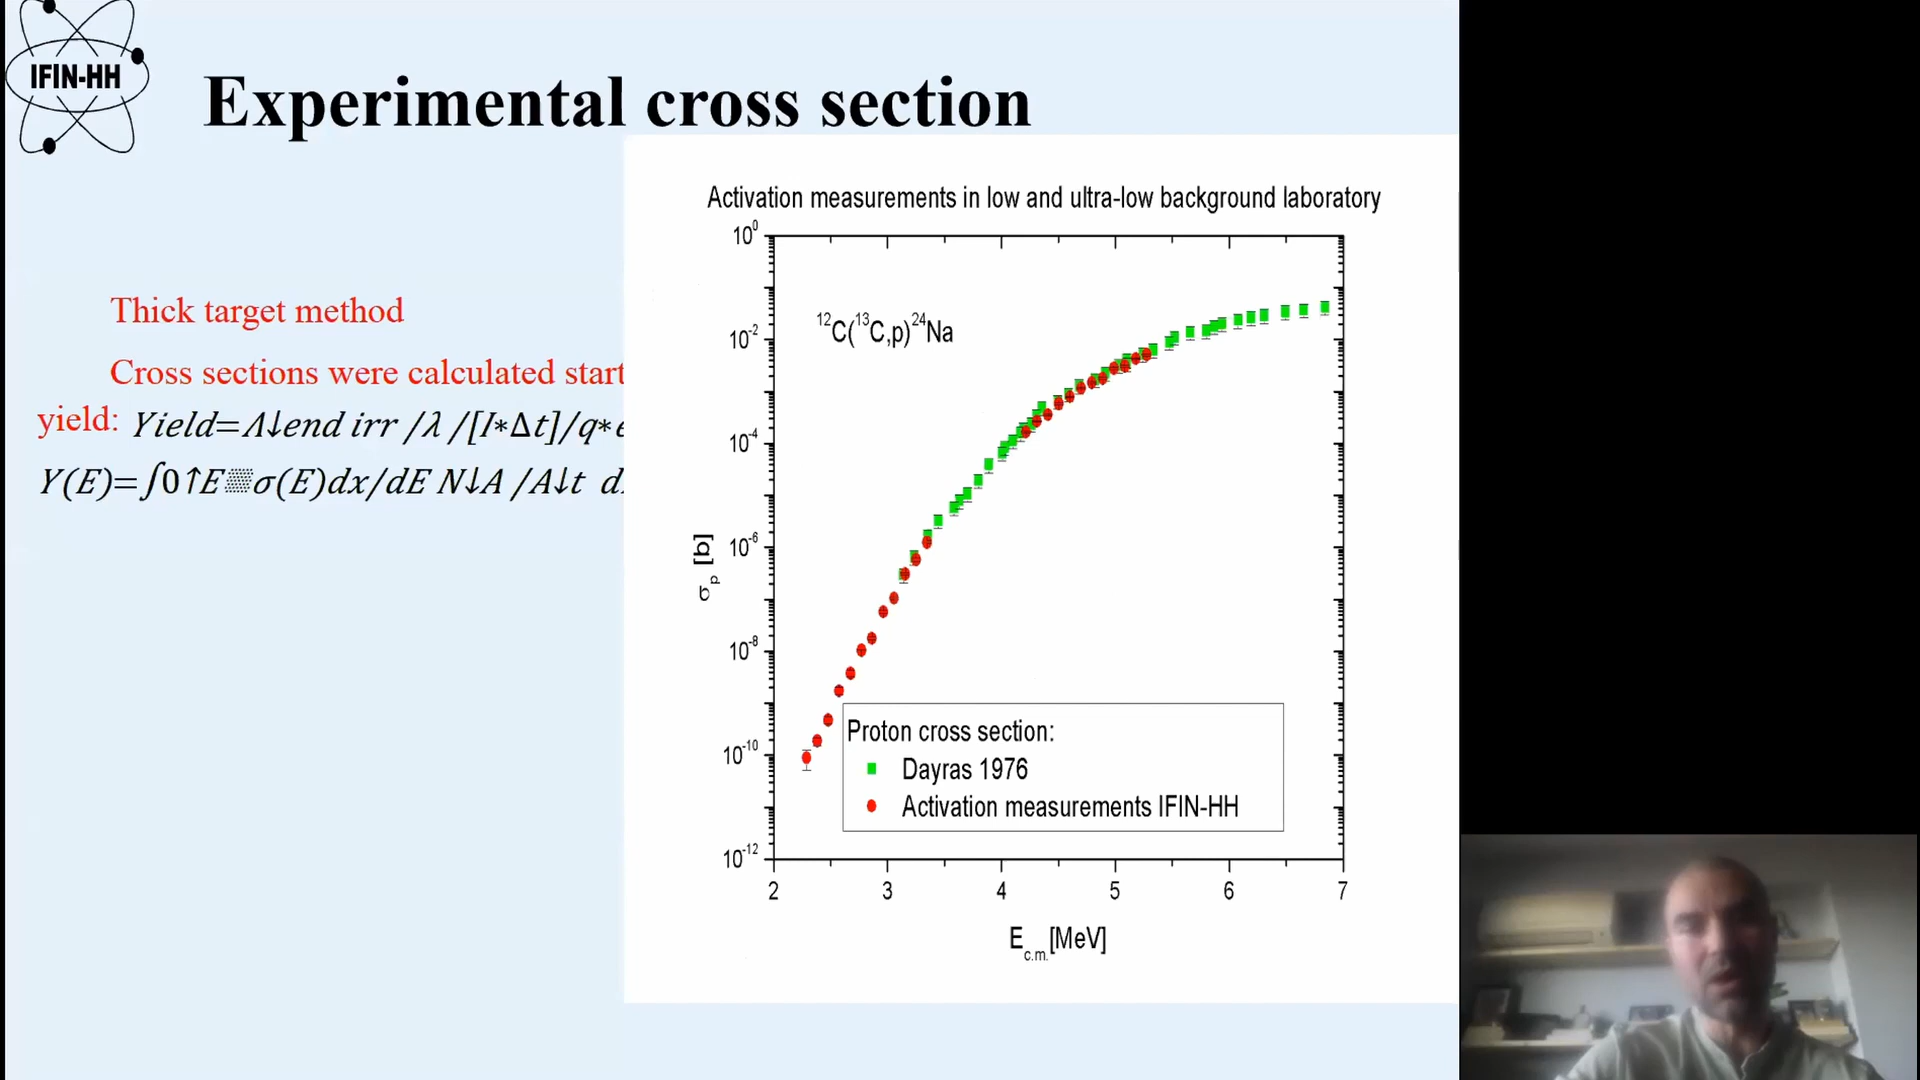 IFIN-HH
Experimental cross section
Thick target method
Cross sections were calculated start
yield: Yield=Λ↓end irr /λ /[I∗Δt]/q∗e
Y(E)=∫0↑E▒σ(E)dx/dE N↓A /A↓t d
Activation measurements in low and ultra-low background laboratory
10^0
10^-2
10^-4
10^-6
10^-8
10^-10
10^-12
σ_p [b]
^12C(^13C,p)^24Na
Proton cross section:
Dayras 1976
Activation measurements IFIN-HH
2 3 4 5 6 7
E_c.m.[MeV]